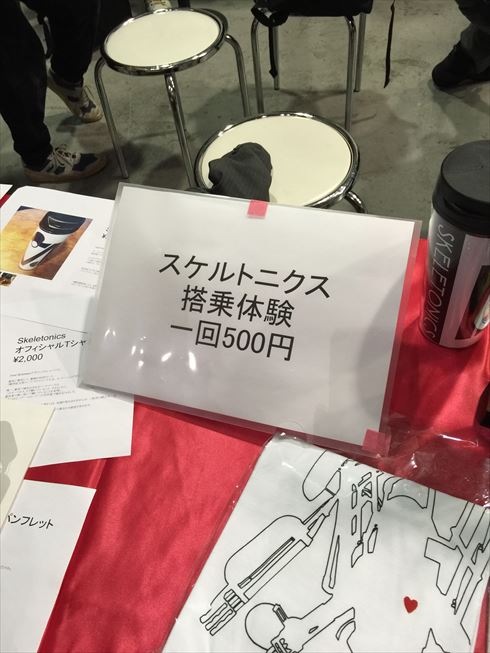 スケルトニクス
搭乗体験
一回500円
Skeletonics
オフィシャルTシャ
¥2,000
パンフレット
SKELETONICS